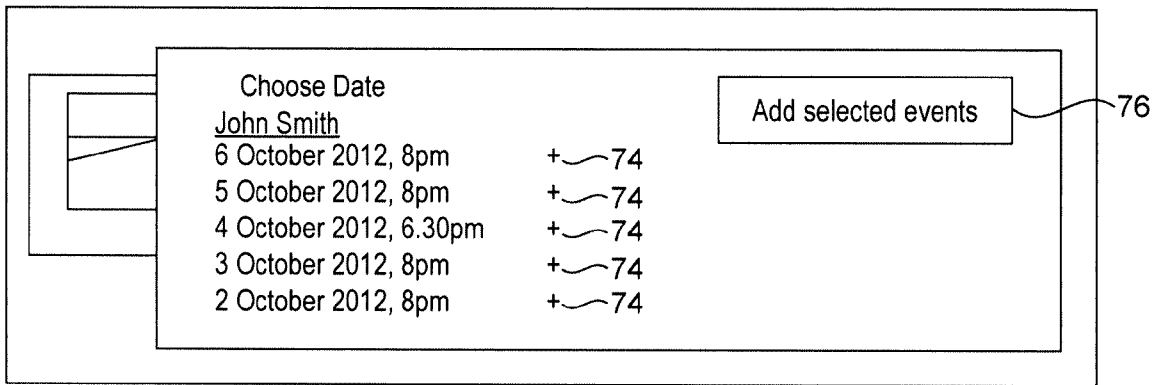 Choose Date
Add selected events 76
John Smith
6 October 2012, 8pm + 74
5 October 2012, 8pm + 74
4 October 2012, 6.30pm + 74
3 October 2012, 8pm + 74
2 October 2012, 8pm + 74